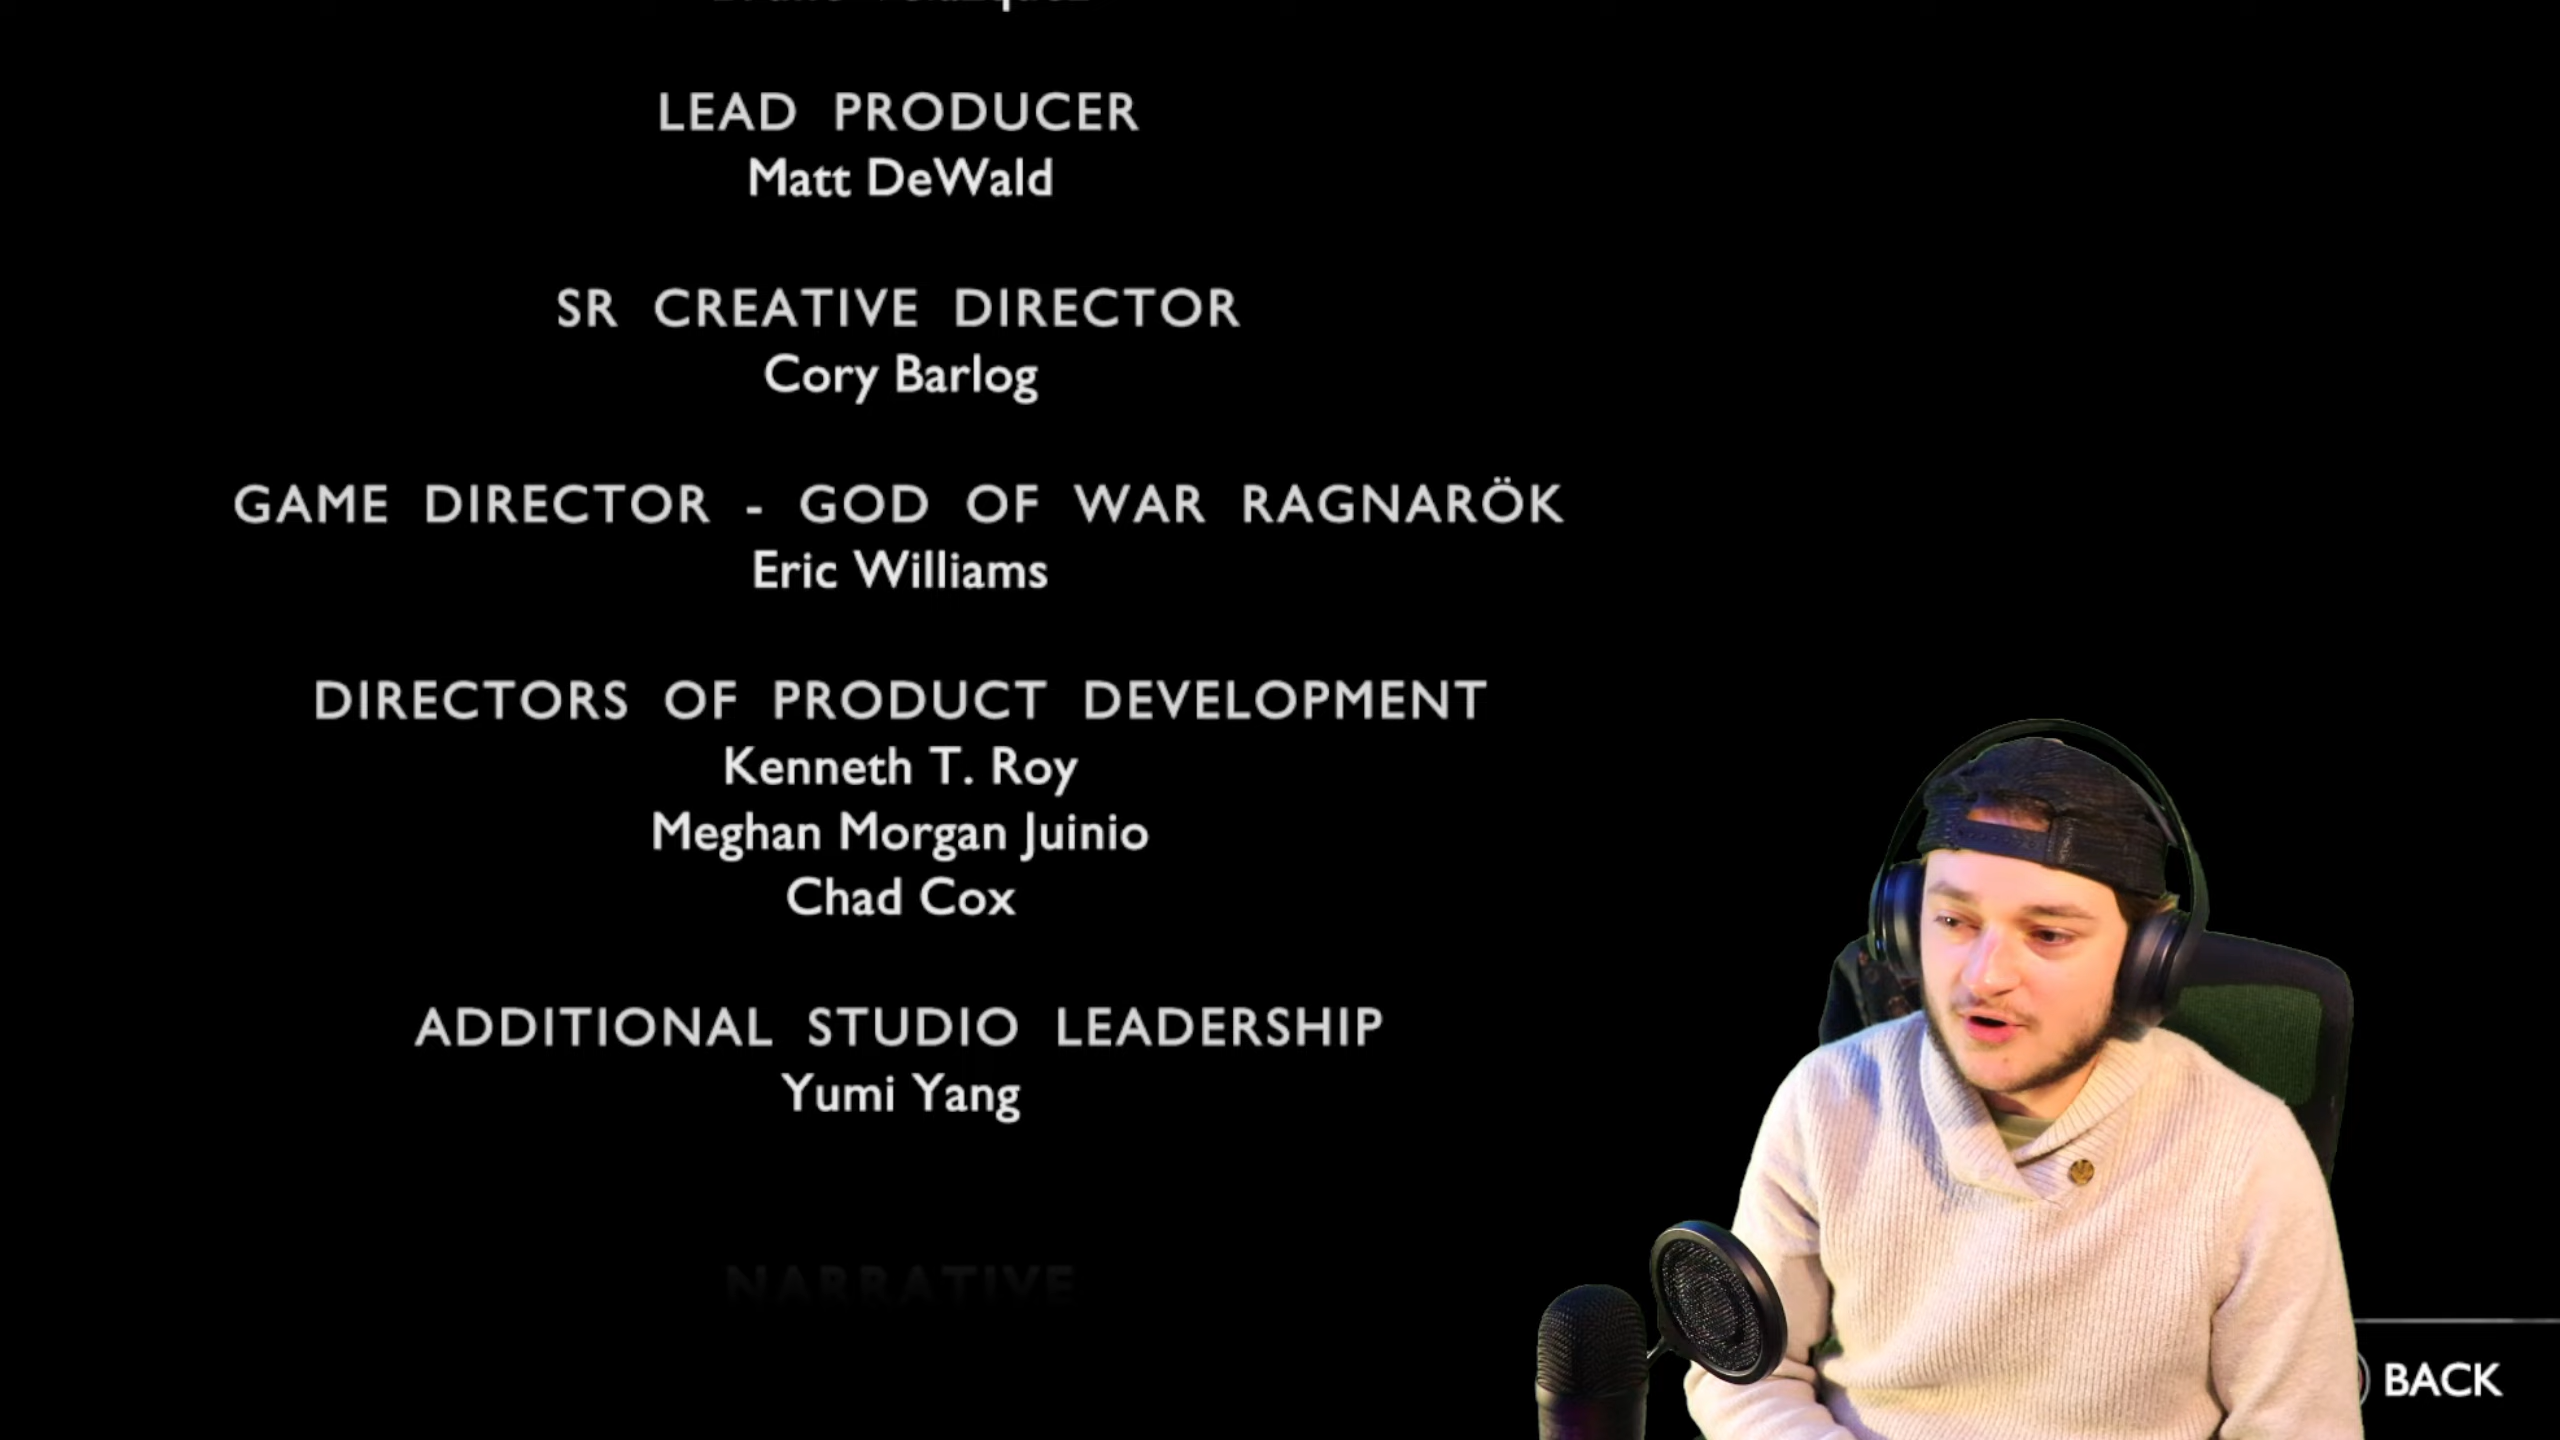 LEAD PRODUCER
Matt DeWald
SR CREATIVE DIRECTOR
Cory Barlog
GAME DIRECTOR - GOD OF WAR RAGNARÖK
Eric Williams
DIRECTORS OF PRODUCT DEVELOPMENT
Kenneth T. Roy
Meghan Morgan Juinio
Chad Cox
ADDITIONAL STUDIO LEADERSHIP
Yumi Yang
NARRATIVE
BACK